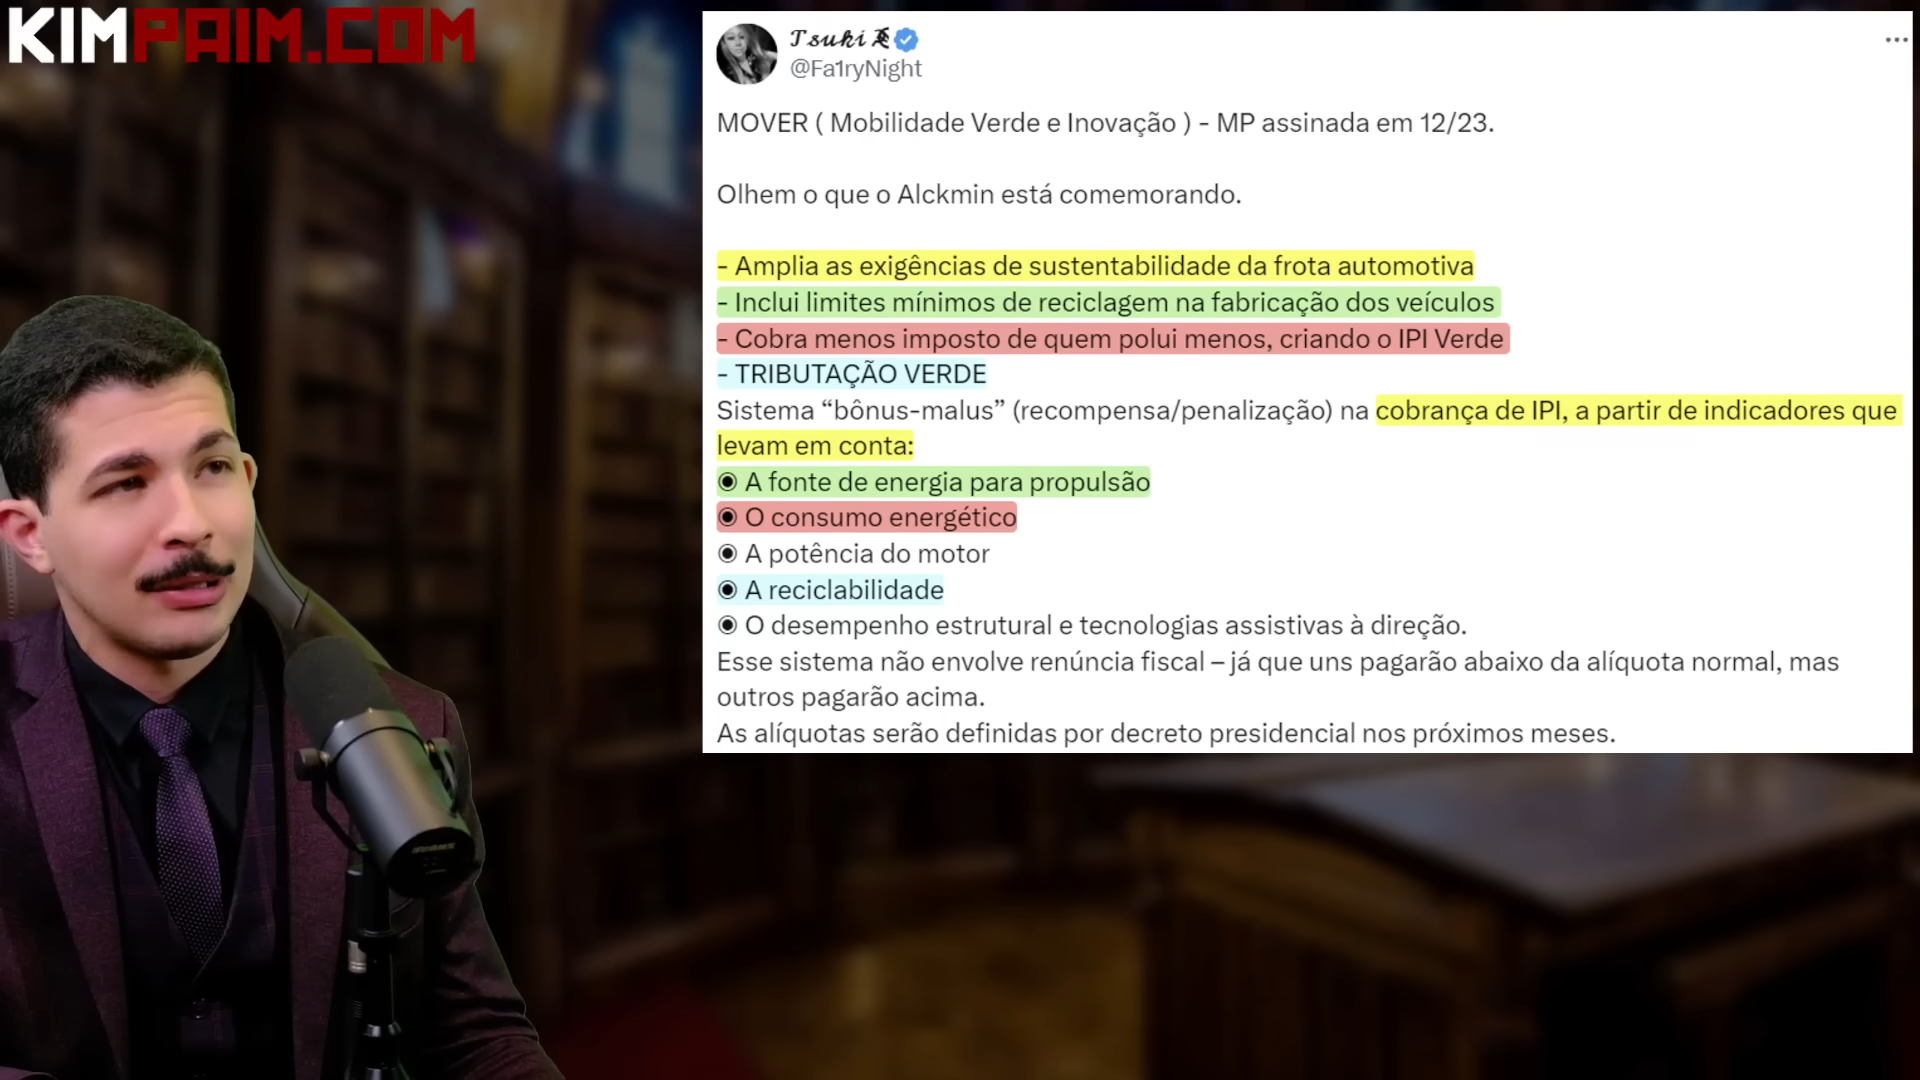 KIMPAIM.COM
Tsuki
@Fa1ryNight
MOVER ( Mobilidade Verde e Inovação ) - MP assinada em 12/23.
Olhem o que o Alckmin está comemorando.
- Amplia as exigências de sustentabilidade da frota automotiva
- Inclui limites mínimos de reciclagem na fabricação dos veículos
- Cobra menos imposto de quem polui menos, criando o IPI Verde
- TRIBUTAÇÃO VERDE
Sistema “bônus-malus” (recompensa/penalização) na cobrança de IPI, a partir de indicadores que
levam em conta:
◉ A fonte de energia para propulsão
◉ O consumo energético
◉ A potência do motor
◉ A reciclabilidade
◉ O desempenho estrutural e tecnologias assistivas à direção.
Esse sistema não envolve renúncia fiscal – já que uns pagarão abaixo da alíquota normal, mas
outros pagarão acima.
As alíquotas serão definidas por decreto presidencial nos próximos meses.